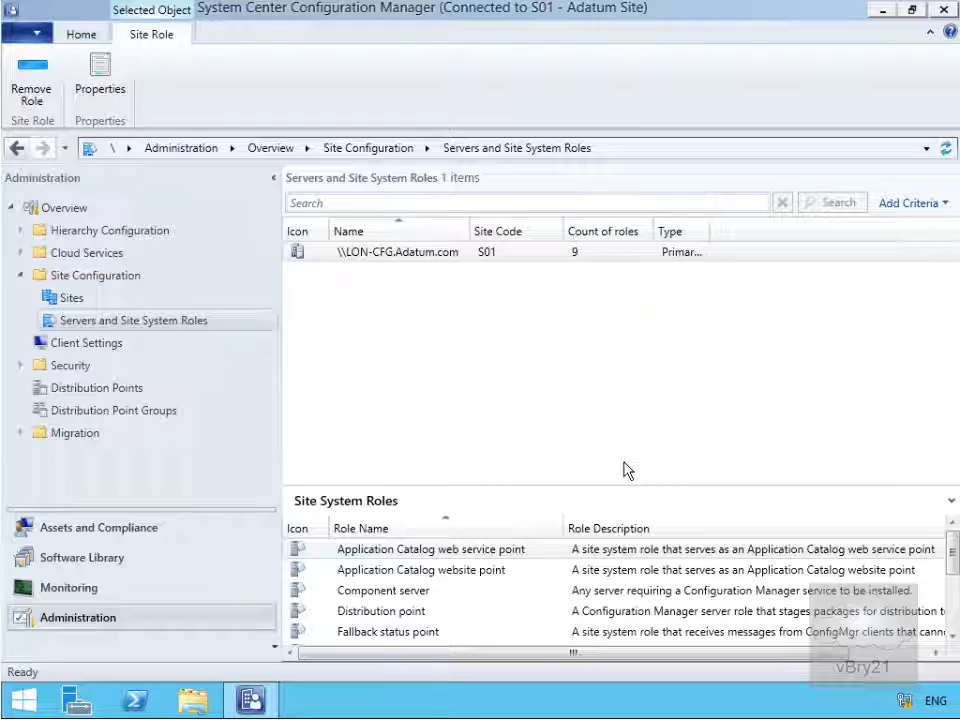 Selected Object System Center Configuration Manager (Connected to S01 - Adatum Site)
Home Site Role
Remove Role Properties
Site Role Properties
\ Administration Overview Site Configuration Servers and Site System Roles
Administration
Servers and Site System Roles 1 items
Search Search Add Criteria
Overview
Hierarchy Configuration
Cloud Services
Site Configuration
Sites
Servers and Site System Roles
Client Settings
Security
Distribution Points
Distribution Point Groups
Migration
Icon Name Site Code Count of roles Type
\\LON-CFG.Adatum.com S01 9 Primar...
Site System Roles
Icon Role Name Role Description
Application Catalog web service point A site system role that serves as an Application Catalog web service point
Application Catalog website point A site system role that serves as an Application Catalog website point
Component server Any server requiring a Configuration Manager service to be installed.
Distribution point A Configuration Manager server role that stages packages for distribution to
Fallback status point A site system role that receives messages from ConfigMgr clients that cann
Assets and Compliance
Software Library
Monitoring
Administration
vBry21
Ready
ENG